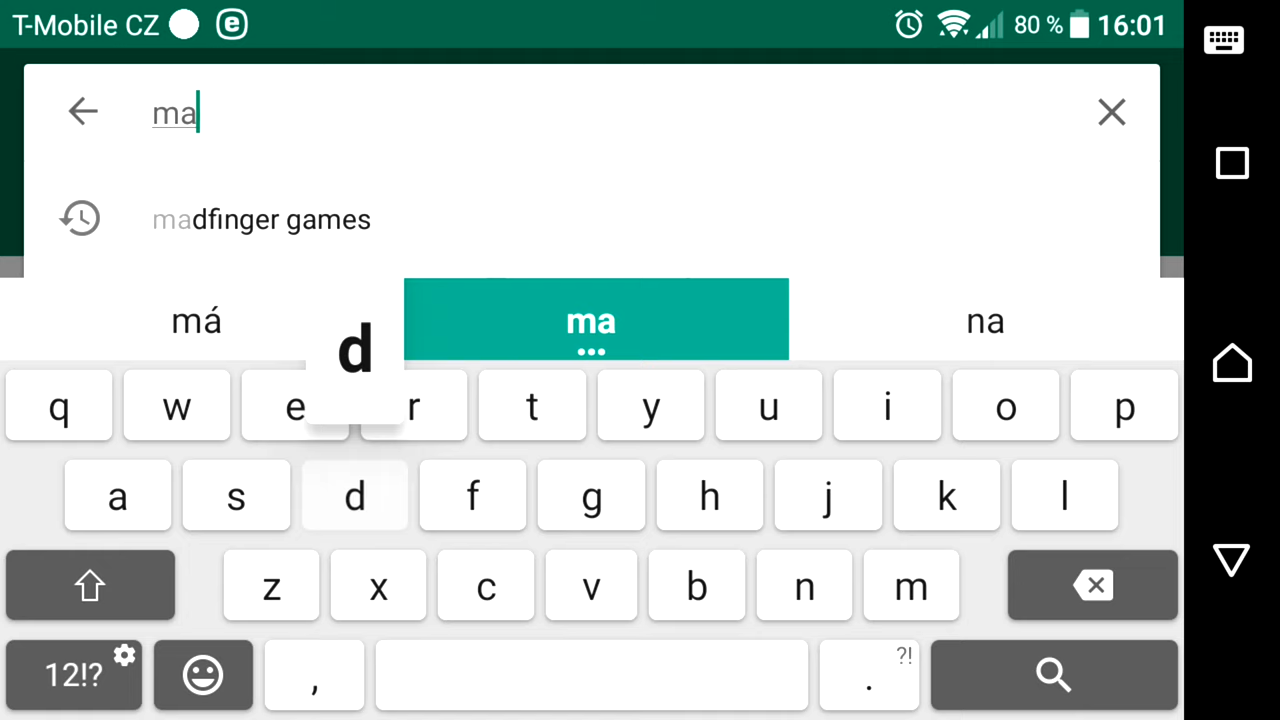 T-Mobile CZ 80 % 16:01
ma
madfinger games
má ma na
d
q w e r t y u i o p
a s d f g h j k l
z x c v b n m
12!? , . ?!